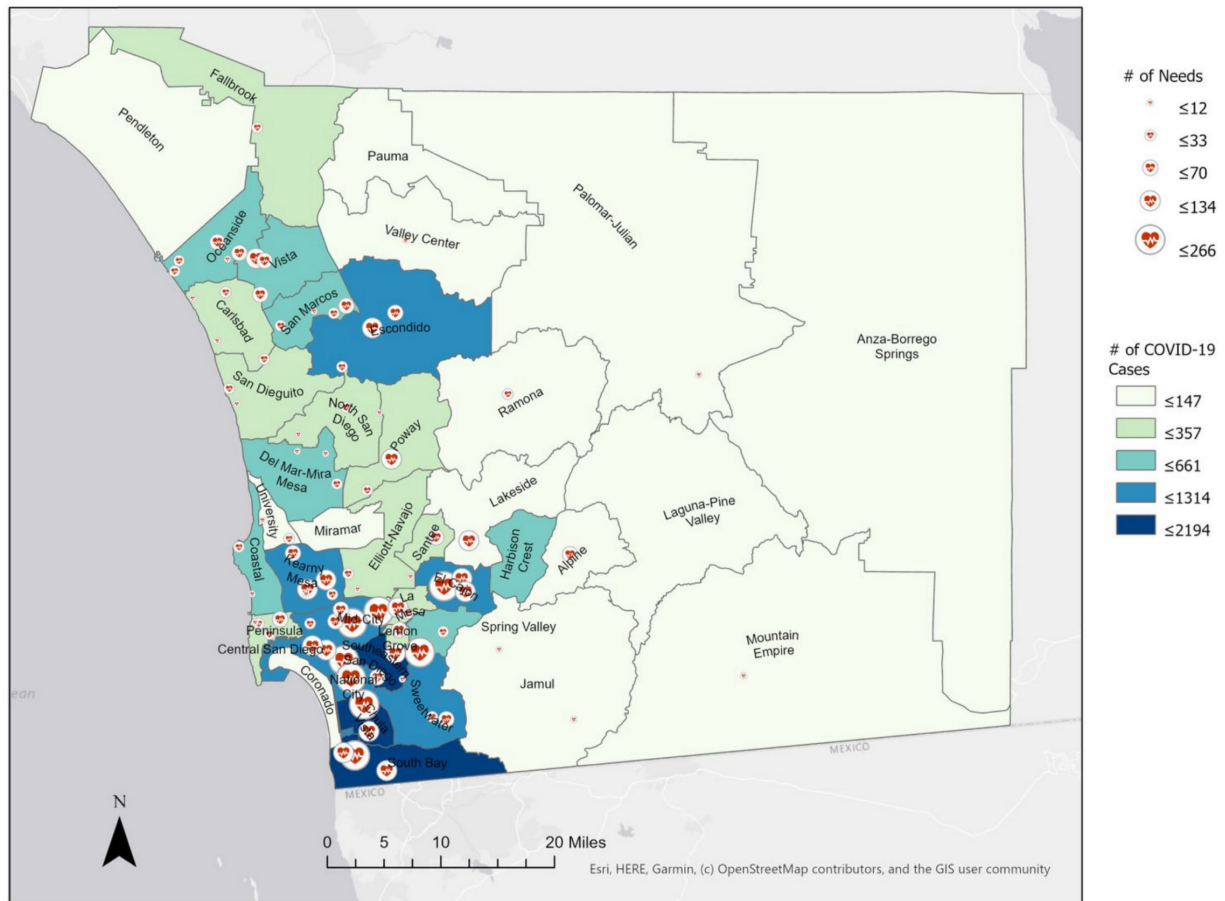 Fallbrook
Pendleton
Pauma
Palomar-Julian
Oceanside
Valley Center
Vista
San Marcos
Carlsbad
Escondido
Anza-Borrego
Springs
San Dieguito
North San
Diego
Ramona
Poway
Del Mar-Mira
Mesa
University
Lakeside
Laguna-Pine
Valley
Miramar
Elliott-Navajo
Santee
Harbison
Crest
Alpine
Coastal
Kearny
Mesa
El Cajon
La
Mesa
Mid-City
Peninsula
Lemon
Grove
Spring Valley
Central San Diego
Southeastern
San Diego
Mountain
Empire
National
City
Jamul
Coronado
Sweetwater
Chula
Vista
South Bay
MEXICO
MEXICO
N
0 5 10 20 Miles
Esri, HERE, Garmin, (c) OpenStreetMap contributors, and the GIS user community
# of Needs
≤12
≤33
≤70
≤134
≤266
# of COVID-19
Cases
≤147
≤357
≤661
≤1314
≤2194